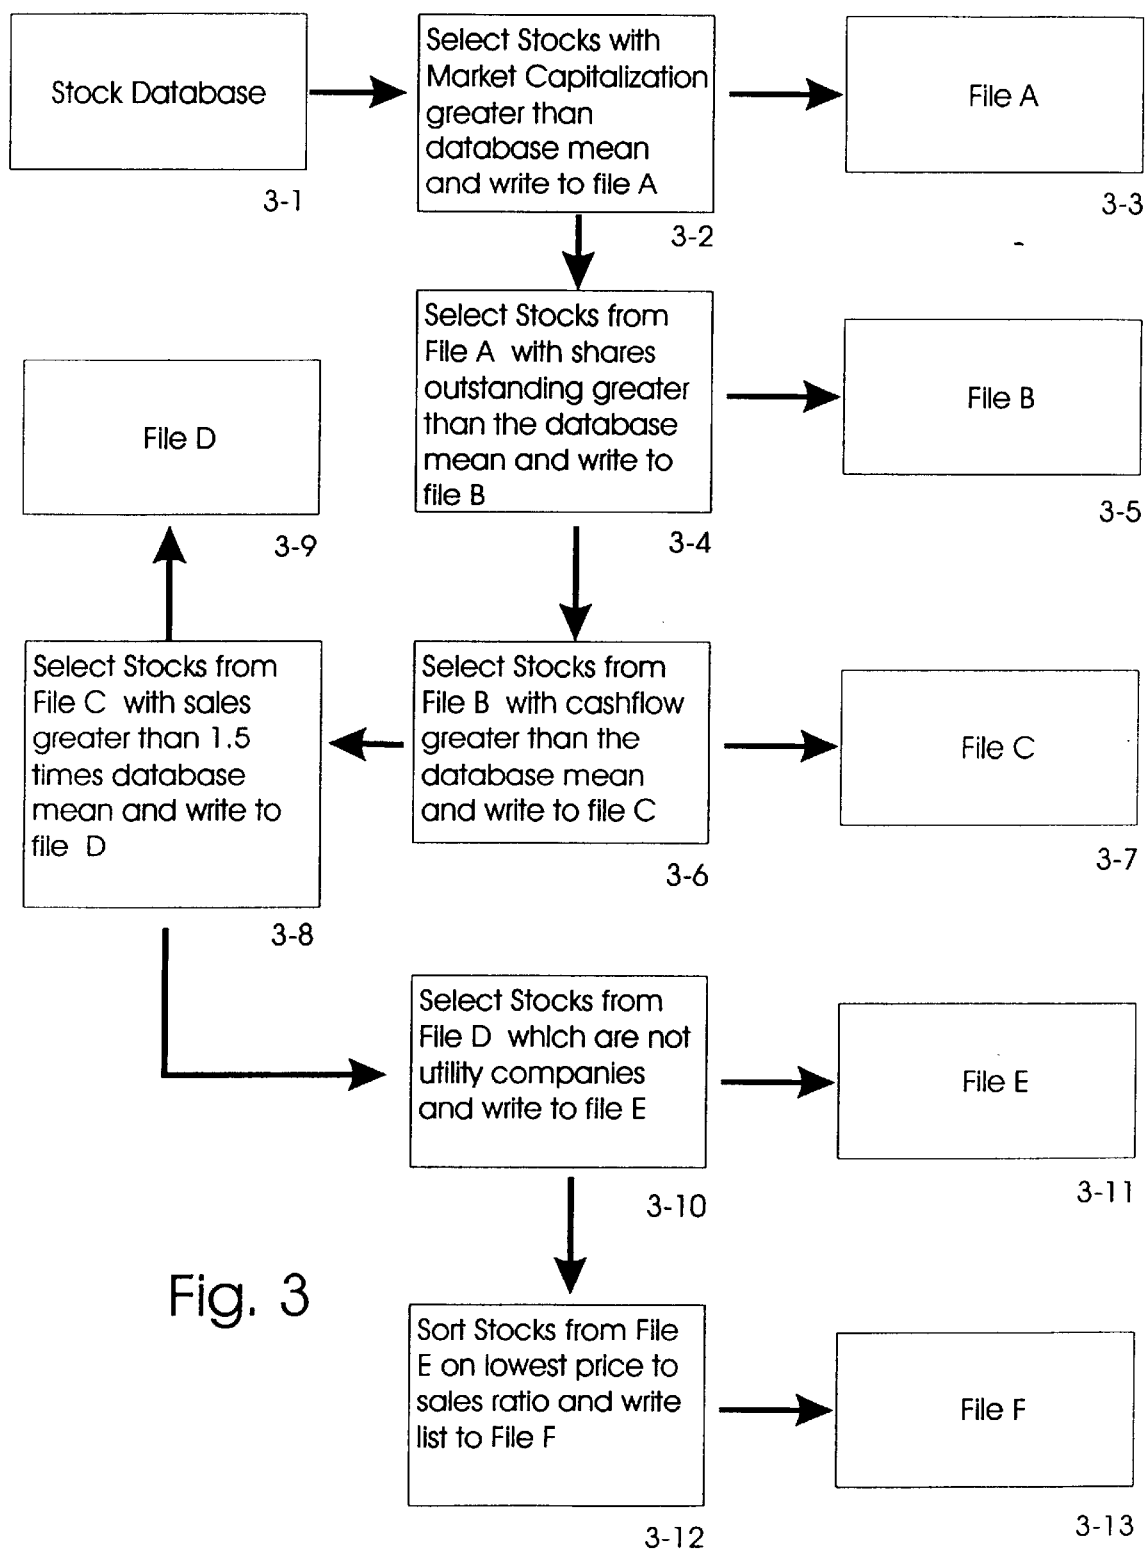 Stock Database
3-1
Select Stocks with
Market Capitalization
greater than
database mean
and write to file A
3-2
File A
3-3
Select Stocks from
File A with shares
outstanding greater
than the database
mean and write to
file B
3-4
File B
3-5
File D
3-9
Select Stocks from
File C with sales
greater than 1.5
times database
mean and write to
file D
3-8
Select Stocks from
File B with cashflow
greater than the
database mean
and write to file C
3-6
File C
3-7
Select Stocks from
File D which are not
utility companies
and write to file E
3-10
File E
3-11
Fig. 3
Sort Stocks from File
E on lowest price to
sales ratio and write
list to File F
3-12
File F
3-13